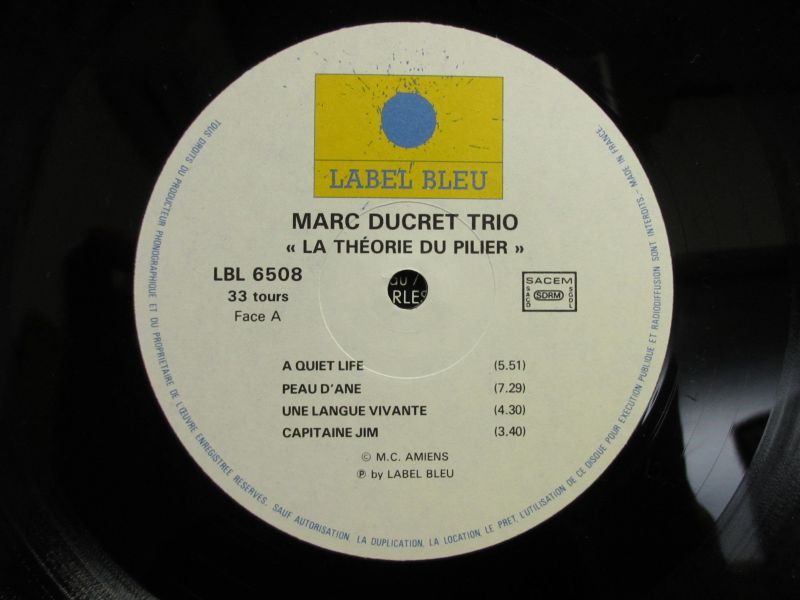 LABEL BLEU
MARC DUCRET TRIO
« LA THÉORIE DU PILIER »
LBL 6508
33 tours
Face A
SACEM
SACD
SDRM
SGDL
A QUIET LIFE (5.51)
PEAU D'ANE (7.29)
UNE LANGUE VIVANTE (4.30)
CAPITAINE JIM (3.40)
© M.C. AMIENS
℗ by LABEL BLEU
TOUS DROITS DU PRODUCTEUR PHONOGRAPHIQUE ET DU PROPRIETAIRE DE L'ŒUVRE ENREGISTREE RESERVES. SAUF AUTORISATION LA DUPLICATION, LA LOCATION, LE PRET, L'UTILISATION DE CE DISQUE POUR EXECUTION PUBLIQUE ET RADIODIFFUSION SONT INTERDITS. - MADE IN FRANCE.